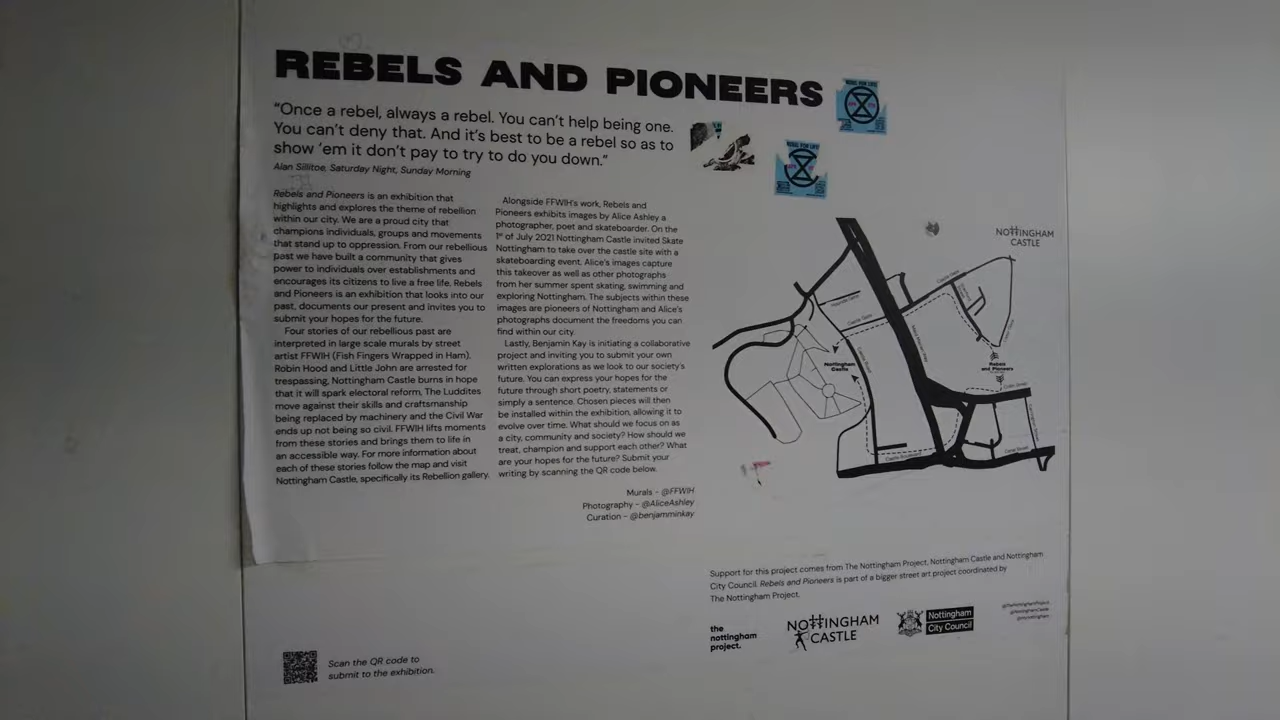 REBELS AND PIONEERS
“Once a rebel, always a rebel. You can’t help being one.
You can’t deny that. And it’s best to be a rebel so as to
show ’em it don’t pay to try to do you down.”
Alan Sillitoe, Saturday Night, Sunday Morning
Rebels and Pioneers is an exhibition that
highlights and explores the theme of rebellion
within our city. We are a proud city that
champions individuals, groups and movements
that stand up to oppression. From our rebellious
past we have built a community that gives
power to individuals over establishments and
encourages its citizens to live a free life. Rebels
and Pioneers is an exhibition that looks into our
past, documents our present and invites you to
submit your hopes for the future.
Four stories of our rebellious past are
interpreted in large scale murals by street
artist FFWIH (Fish Fingers Wrapped in Ham).
Robin Hood and Little John are arrested for
trespassing, Nottingham Castle burns in hope
that it will spark electoral reform, The Luddites
move against their skills and craftsmanship
being replaced by machinery and the Civil War
ends up not being so civil. FFWIH lifts moments
from these stories and brings them to life in
an accessible way. For more information about
each of these stories follow the map and visit
Nottingham Castle, specifically its Rebellion gallery.
Alongside FFWIH’s work, Rebels and
Pioneers exhibits images by Alice Ashley a
photographer, poet and skateboarder. On the
1st of July 2021 Nottingham Castle invited Skate
Nottingham to take over the castle site with a
skateboarding event. Alice’s images capture
this takeover as well as other photographs
from her summer spent skating, swimming and
exploring Nottingham. The subjects within these
images are pioneers of Nottingham and Alice’s
photographs document the freedoms you can
find within our city.
Lastly, Benjamin Kay is initiating a collaborative
project and inviting you to submit your own
written explorations as we look to our society’s
future. You can express your hopes for the
future through short poetry, statements or
simply a sentence. Chosen pieces will then
be installed within the exhibition, allowing it to
evolve over time. What should we focus on as
a city, community and society? How should we
treat, champion and support each other? What
are your hopes for the future? Submit your
writing by scanning the QR code below.
Murals - @FFWIH
Photography - @AliceAshley
Curation - @benjamminkay
REBEL FOR LIFE
REBEL FOR LIFE
NOTTINGHAM
CASTLE
Castle Gate
Castle Gate
Nottingham
Castle
Castle Road
Rebels
and Pioneers
Castle Boulevard
Canal Street
Support for this project comes from The Nottingham Project, Nottingham Castle and Nottingham
City Council. Rebels and Pioneers is part of a bigger street art project coordinated by
The Nottingham Project.
the
nottingham
project.
NOTTINGHAM
CASTLE
Nottingham
City Council
@TheNottinghamProject
@NottinghamCastle
@mynottingham
Scan the QR code to
submit to the exhibition.